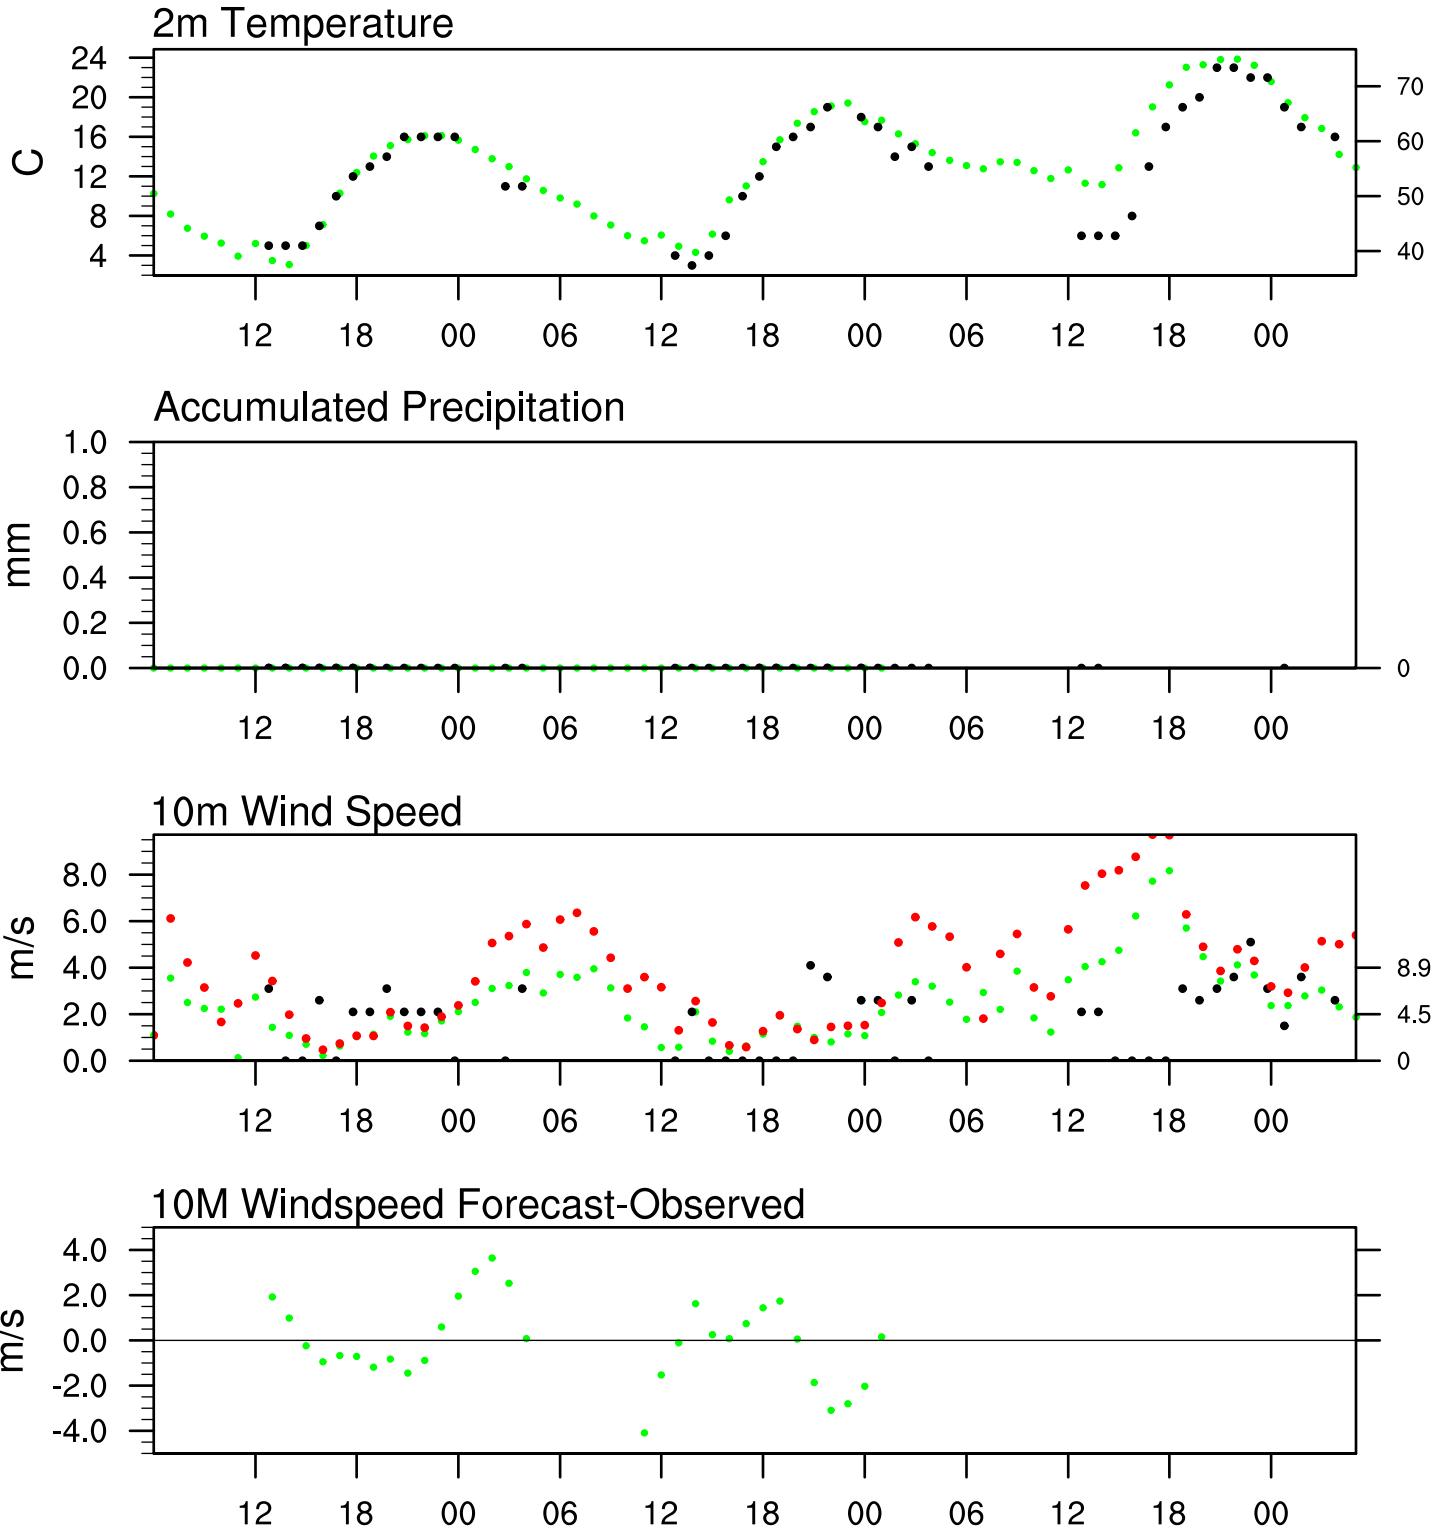 2m Temperature
24
20
16
12
8
4
C
70
60
50
40
12 18 00 06 12 18 00 06 12 18 00
Accumulated Precipitation
1.0
0.8
0.6
0.4
0.2
0.0
mm
0
12 18 00 06 12 18 00 06 12 18 00
10m Wind Speed
8.0
6.0
4.0
2.0
0.0
m/s
8.9
4.5
0
12 18 00 06 12 18 00 06 12 18 00
10M Windspeed Forecast-Observed
4.0
2.0
0.0
-2.0
-4.0
m/s
12 18 00 06 12 18 00 06 12 18 00